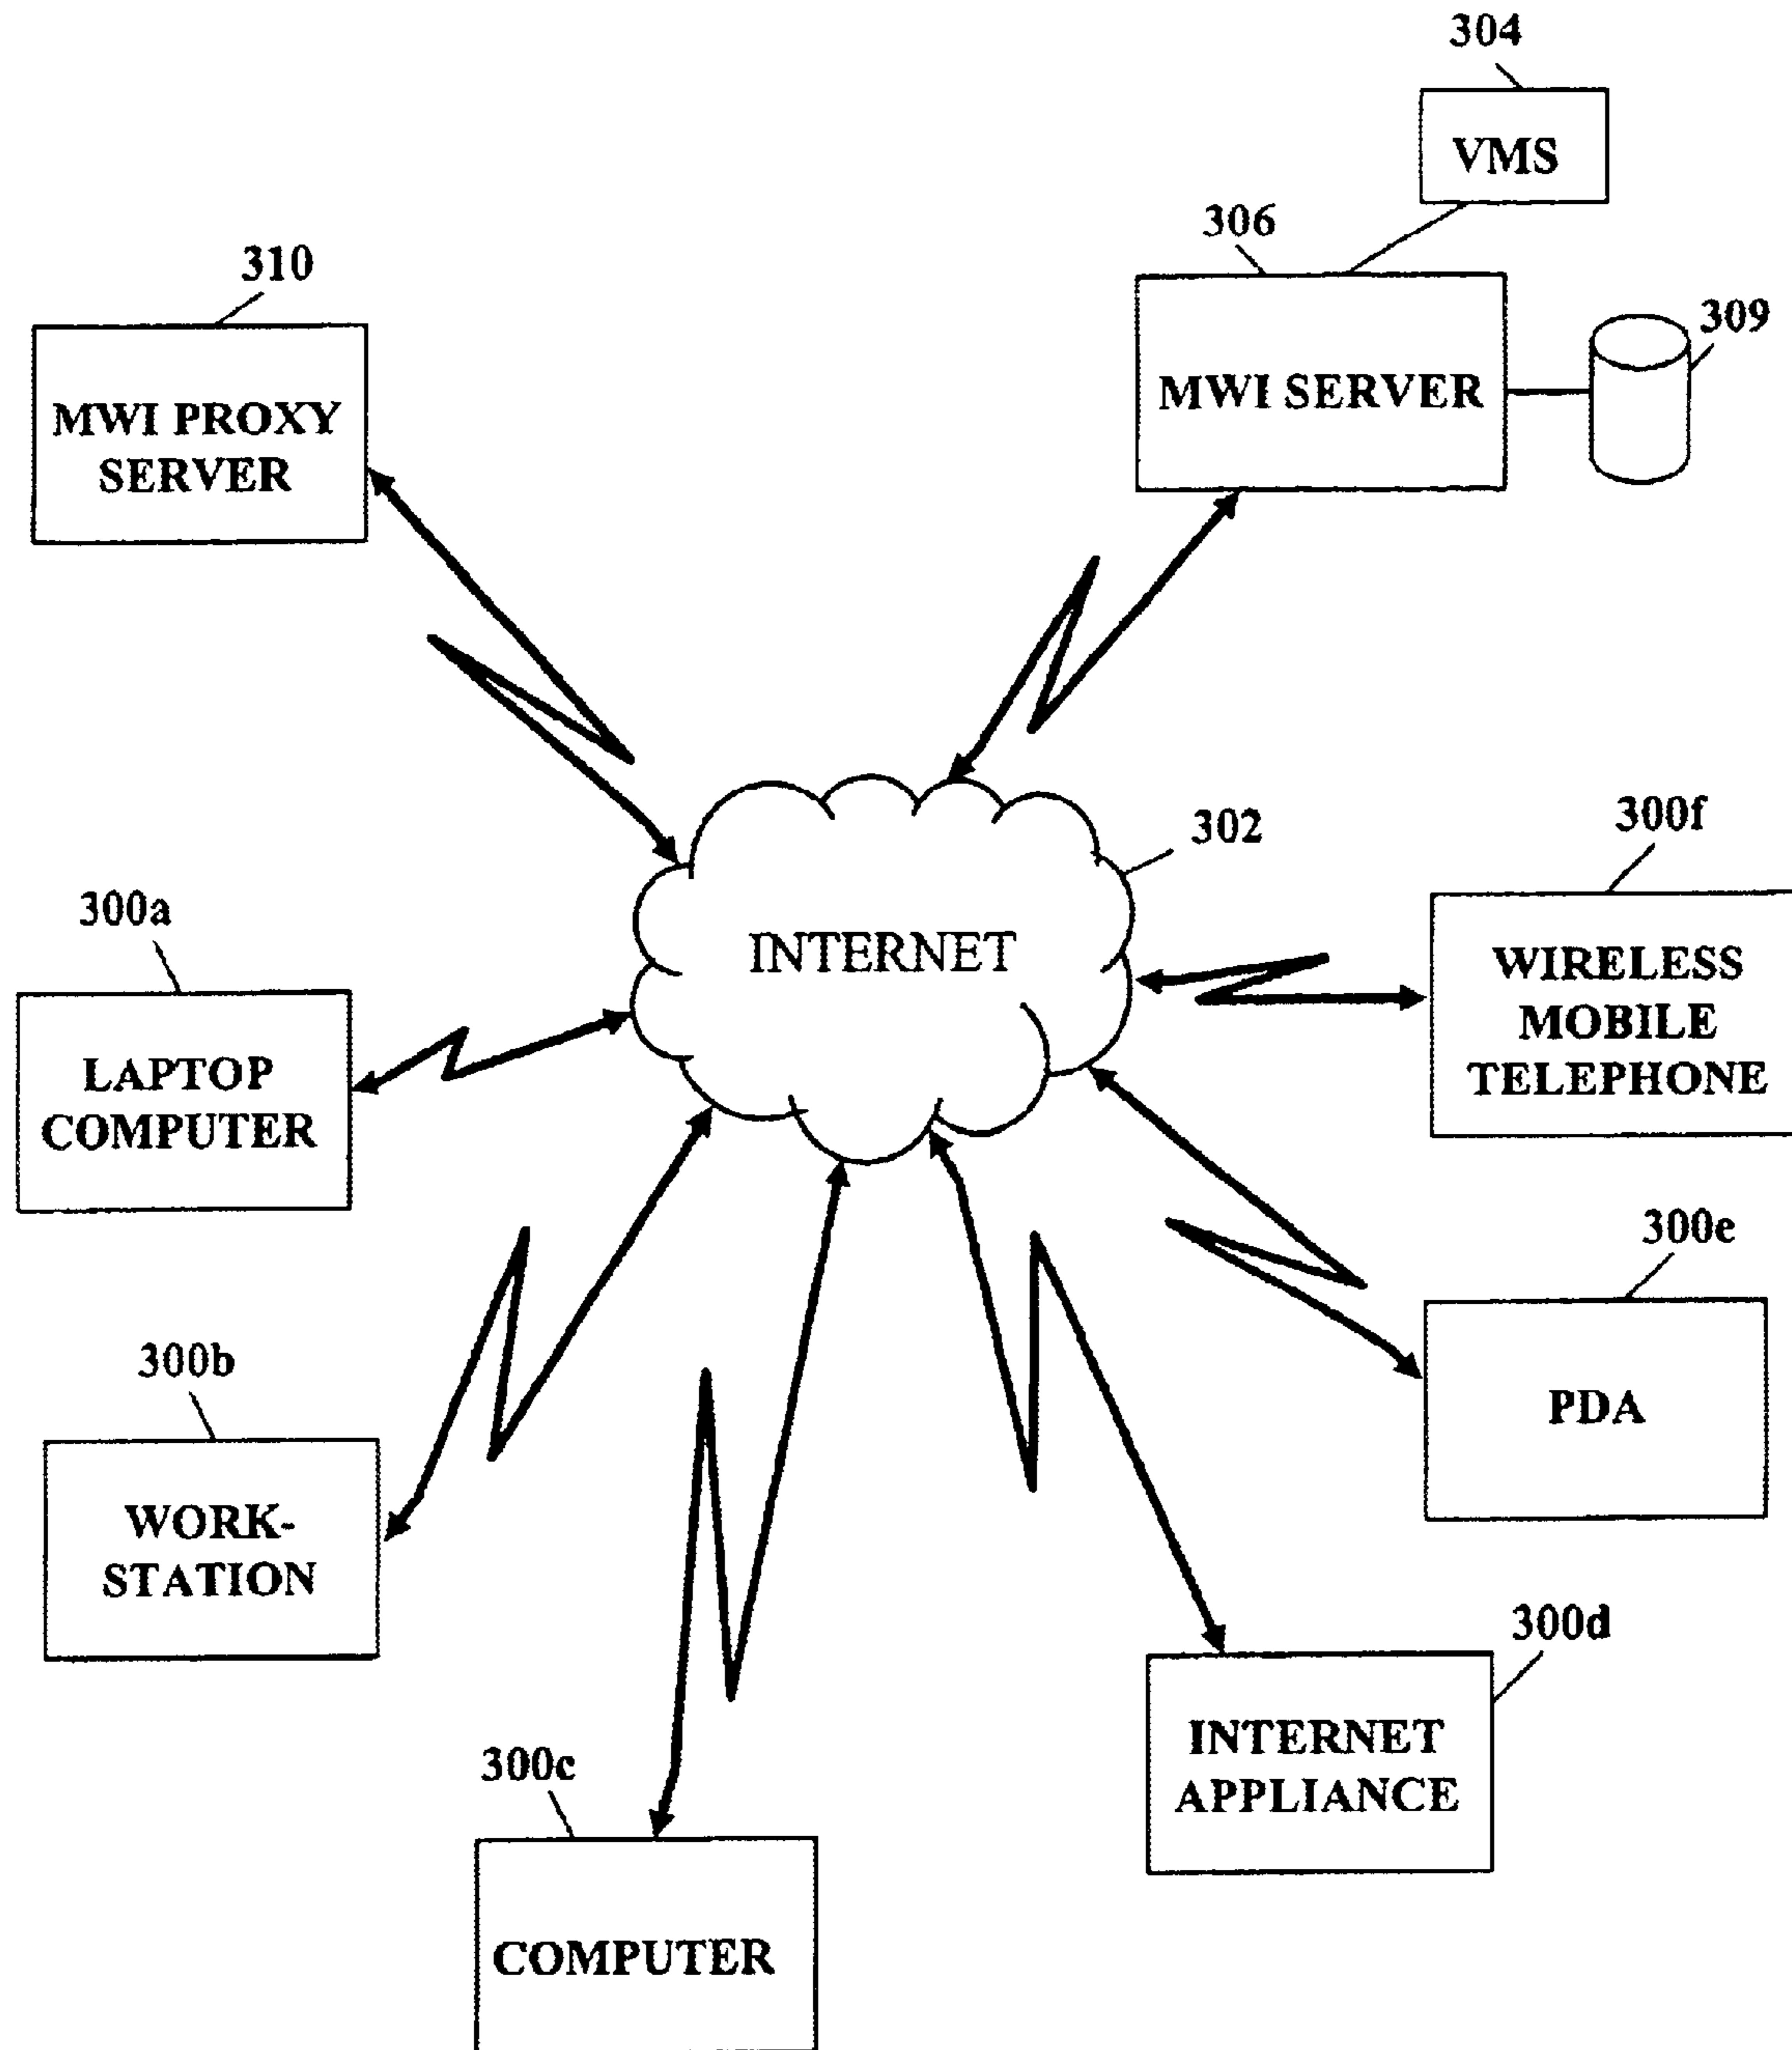 304
VMS
306
310
309
MWI SERVER
MWI PROXY
SERVER
302
300f
300a
INTERNET
WIRELESS
MOBILE
TELEPHONE
LAPTOP
COMPUTER
300e
300b
PDA
WORK-
STATION
300d
INTERNET
APPLIANCE
300c
COMPUTER